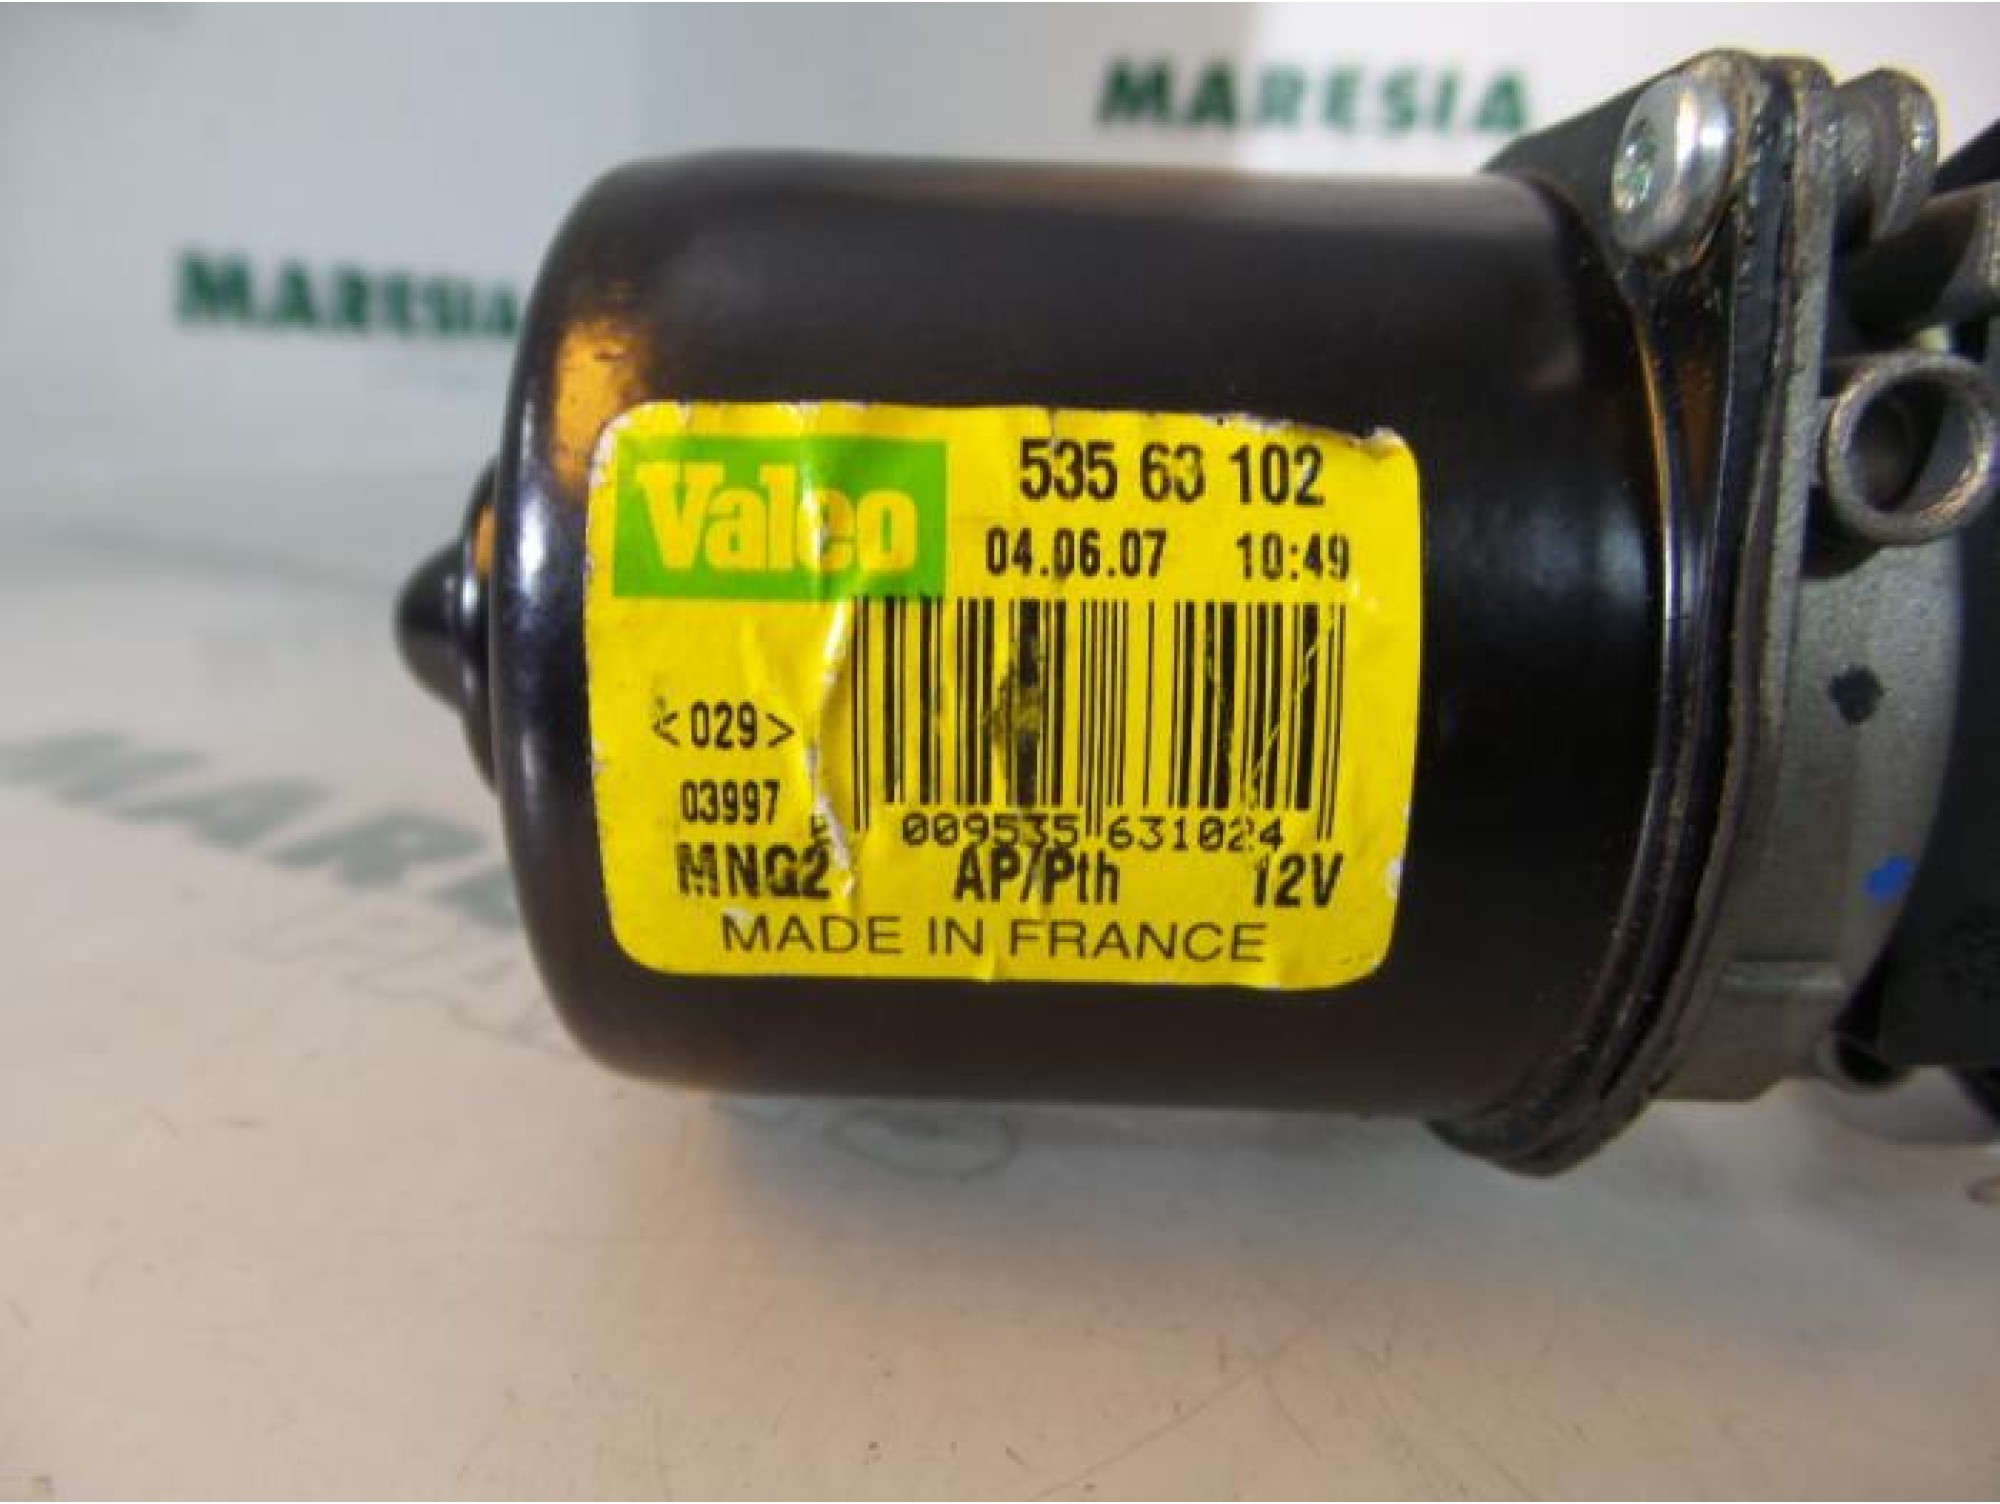 MARESIA
MARESIA
Valeo
535 63 102
04.06.07 10:49
<029>
03997
009535 631024
MNG2 AP/Pth 12V
MADE IN FRANCE